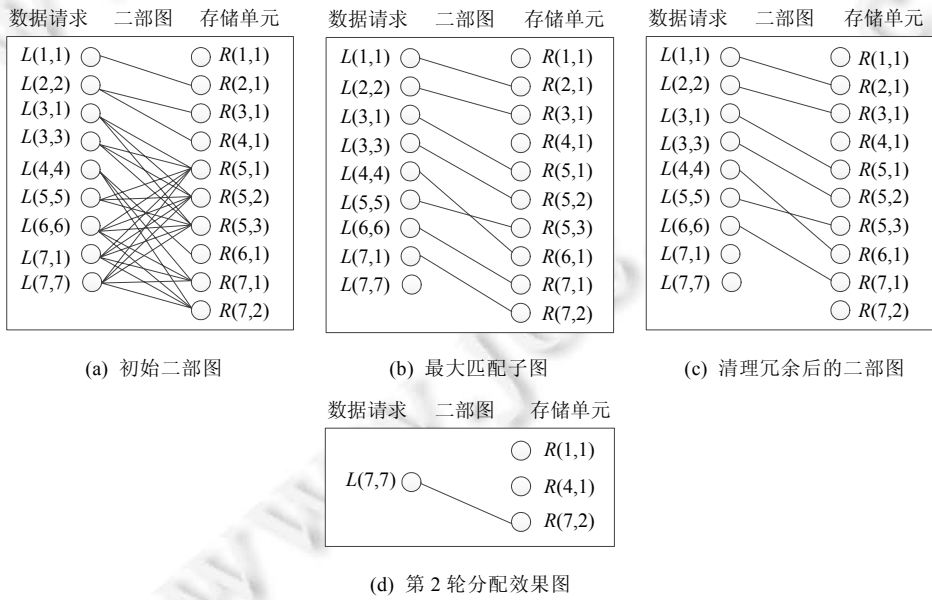 数据请求 二部图 存储单元
L(1,1) R(1,1)
L(2,2) R(2,1)
L(3,1) R(3,1)
L(3,3) R(4,1)
L(4,4) R(5,1)
L(5,5) R(5,2)
L(6,6) R(5,3)
L(7,1) R(6,1)
L(7,7) R(7,1)
R(7,2)
(a) 初始二部图
数据请求 二部图 存储单元
L(1,1) R(1,1)
L(2,2) R(2,1)
L(3,1) R(3,1)
L(3,3) R(4,1)
L(4,4) R(5,1)
L(5,5) R(5,2)
L(6,6) R(5,3)
L(7,1) R(6,1)
L(7,7) R(7,1)
R(7,2)
(b) 最大匹配子图
数据请求 二部图 存储单元
L(1,1) R(1,1)
L(2,2) R(2,1)
L(3,1) R(3,1)
L(3,3) R(4,1)
L(4,4) R(5,1)
L(5,5) R(5,2)
L(6,6) R(5,3)
L(7,1) R(6,1)
L(7,7) R(7,1)
R(7,2)
(c) 清理冗余后的二部图
数据请求 二部图 存储单元
R(1,1)
L(7,7) R(4,1)
R(7,2)
(d) 第 2 轮分配效果图